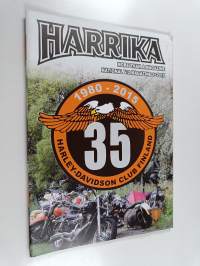 HARRIKA
1980 - 2015
35
HARLEY-DAVIDSON CLUB FINLAND